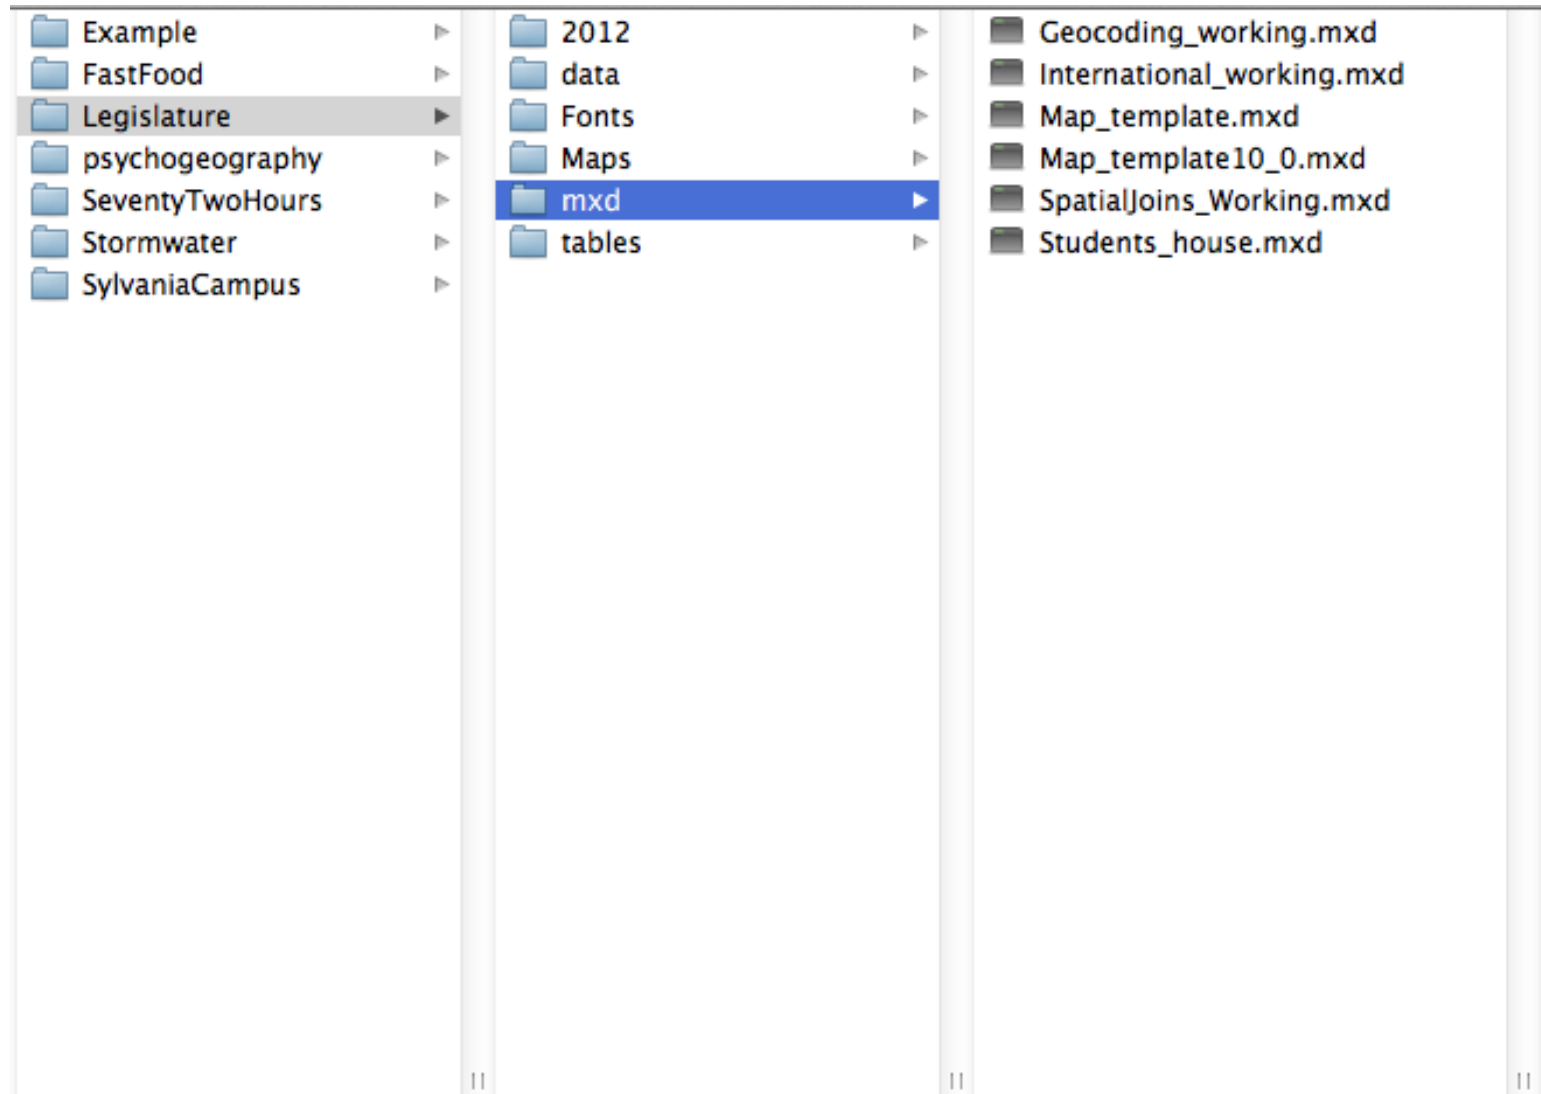 Example
FastFood
Legislature
psychogeography
SeventyTwoHours
Stormwater
SylvaniaCampus
2012
data
Fonts
Maps
mxd
tables
Geocoding_working.mxd
International_working.mxd
Map_template.mxd
Map_template10_0.mxd
SpatialJoins_Working.mxd
Students_house.mxd